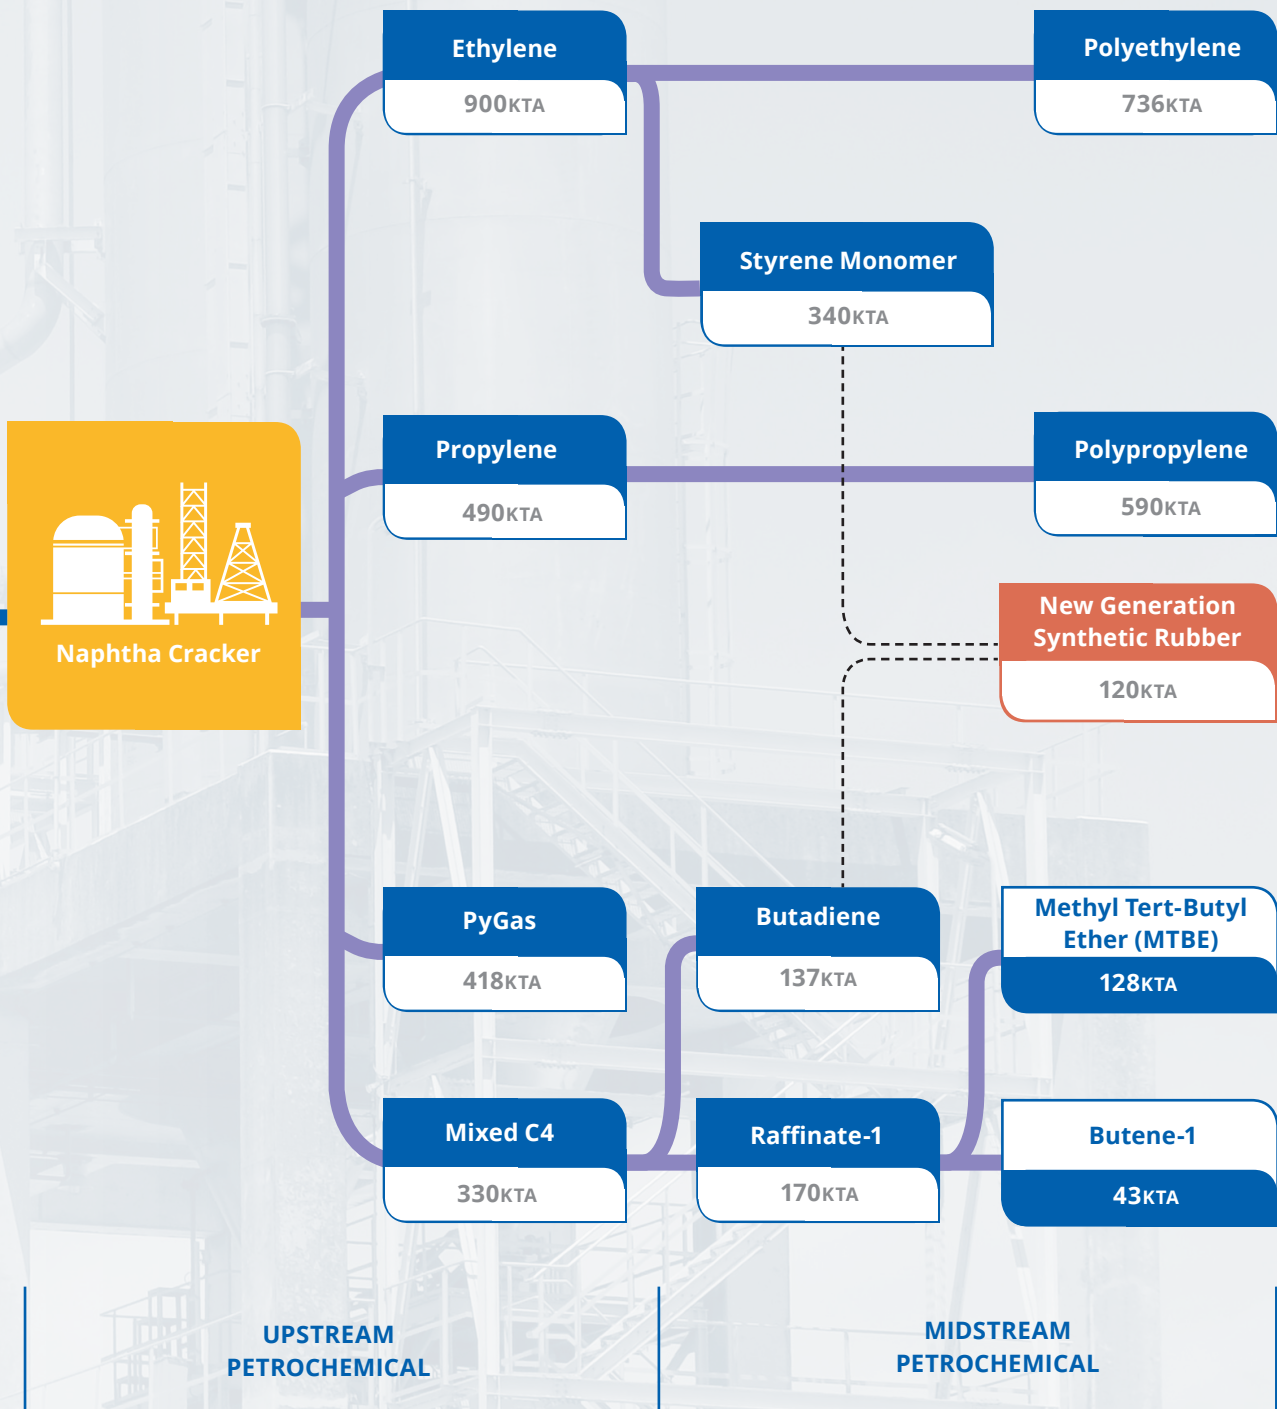 Ethylene
900KTA
Polyethylene
736KTA
Styrene Monomer
340KTA
Propylene
490KTA
Polypropylene
590KTA
Naphtha Cracker
New Generation
Synthetic Rubber
120KTA
PyGas
418KTA
Butadiene
137KTA
Methyl Tert-Butyl
Ether (MTBE)
128KTA
Mixed C4
330KTA
Raffinate-1
170KTA
Butene-1
43KTA
UPSTREAM
PETROCHEMICAL
MIDSTREAM
PETROCHEMICAL